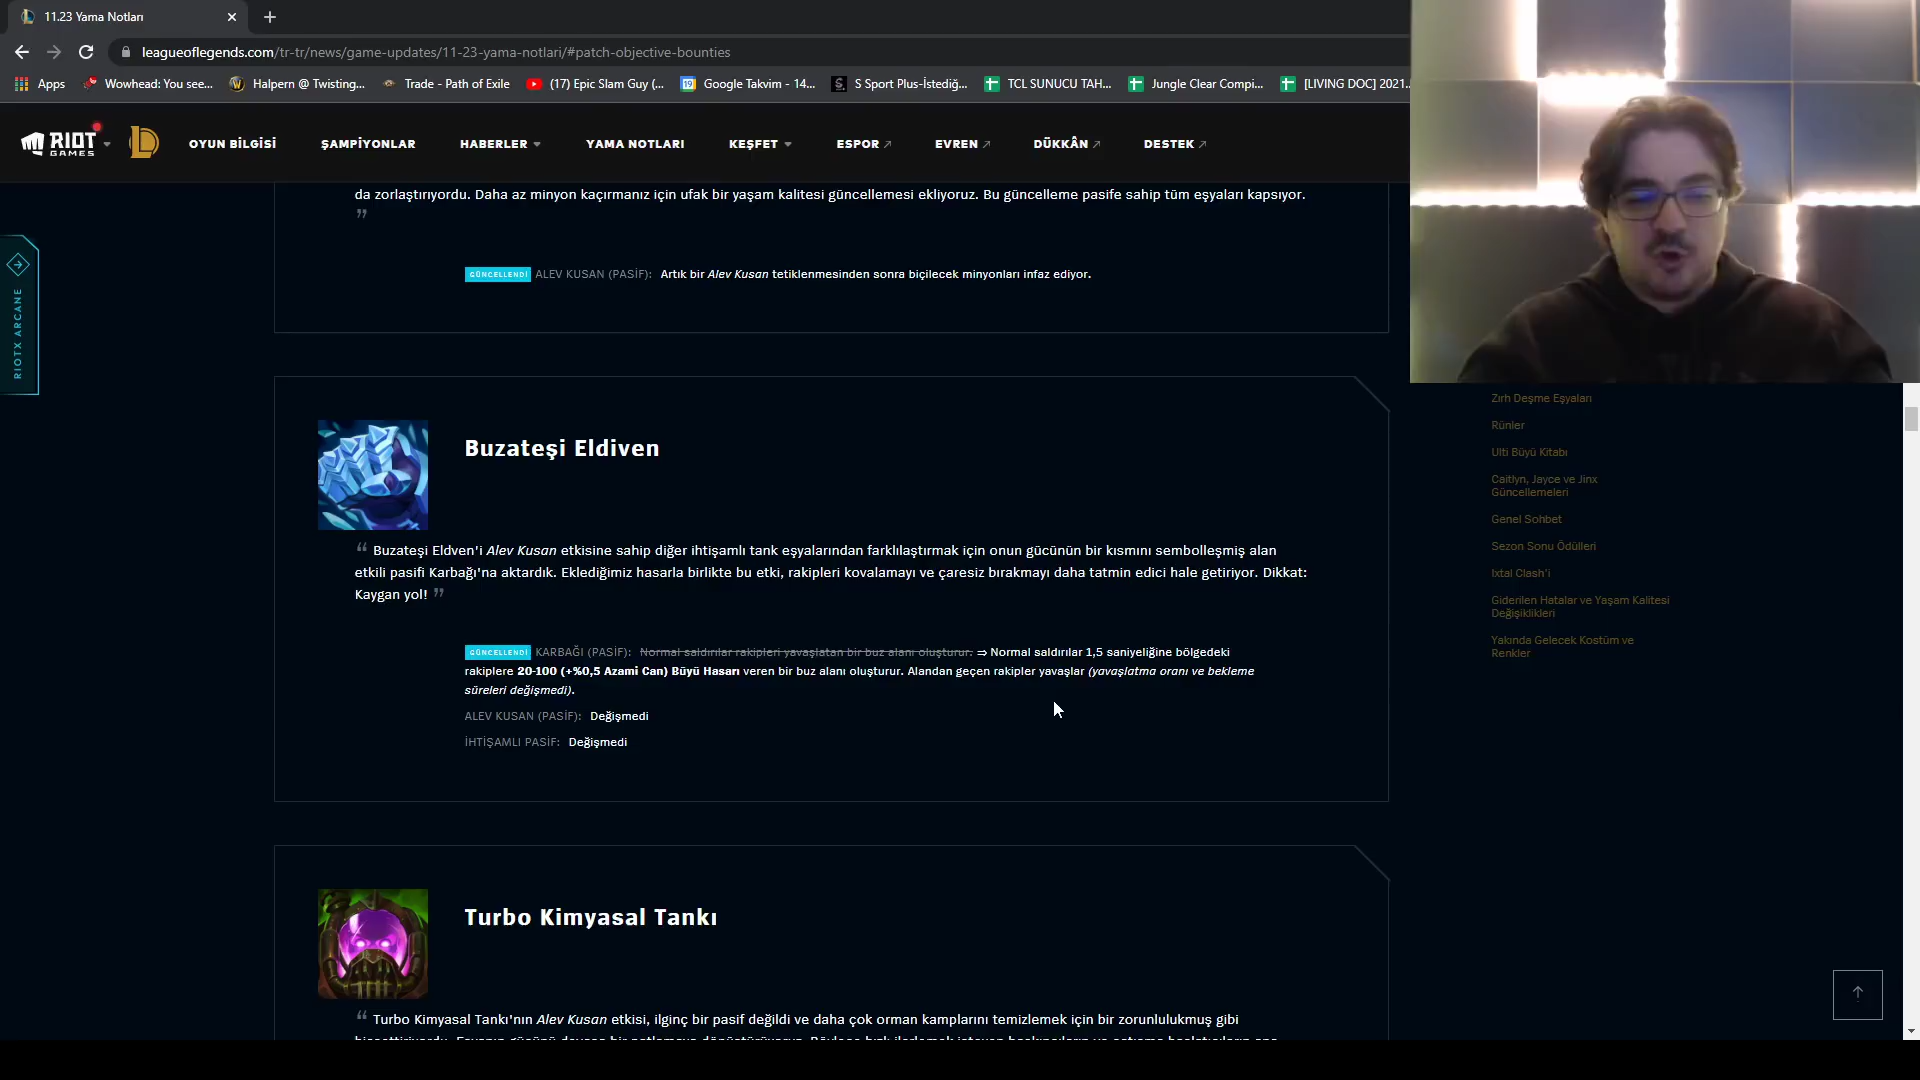 11.23 Yama Notları
leagueoflegends.com/tr-tr/news/game-updates/11-23-yama-notlari/#patch-objective-bounties
Apps
Wowhead: You see...
Halpern @ Twisting...
Trade - Path of Exile
(17) Epic Slam Guy (...
19
Google Takvim - 14...
S Sport Plus-İstediğ...
TCL SUNUCU TAH...
Jungle Clear Compi...
[LIVING DOC] 2021...
RIOT
GAMES
OYUN BİLGİSİ
ŞAMPİYONLAR
HABERLER
YAMA NOTLARI
KEŞFET
ESPOR
EVREN
DÜKKÂN
DESTEK
RIOTX ARCANE
da zorlaştırıyordu. Daha az minyon kaçırmanız için ufak bir yaşam kalitesi güncellemesi ekliyoruz. Bu güncelleme pasife sahip tüm eşyaları kapsıyor.
”
GÜNCELLENDİ ALEV KUSAN (PASİF): Artık bir Alev Kusan tetiklenmesinden sonra biçilecek minyonları infaz ediyor.
Buzateşi Eldiven
“ Buzateşi Eldven'i Alev Kusan etkisine sahip diğer ihtişamlı tank eşyalarından farklılaştırmak için onun gücünün bir kısmını sembolleşmiş alan
etkili pasifi Karbağı'na aktardık. Eklediğimiz hasarla birlikte bu etki, rakipleri kovalamayı ve çaresiz bırakmayı daha tatmin edici hale getiriyor. Dikkat:
Kaygan yol! ”
GÜNCELLENDİ KARBAĞI (PASİF): Normal saldırılar rakipleri yavaşlatan bir buz alanı oluşturur. ⇒ Normal saldırılar 1,5 saniyeliğine bölgedeki
rakiplere 20-100 (+%0,5 Azami Can) Büyü Hasarı veren bir buz alanı oluşturur. Alandan geçen rakipler yavaşlar (yavaşlatma oranı ve bekleme
süreleri değişmedi).
ALEV KUSAN (PASİF): Değişmedi
İHTİŞAMLI PASİF: Değişmedi
Turbo Kimyasal Tankı
“ Turbo Kimyasal Tankı'nın Alev Kusan etkisi, ilginç bir pasif değildi ve daha çok orman kamplarını temizlemek için bir zorunlulukmuş gibi
Zırh Deşme Eşyaları
Rünler
Ulti Büyü Kitabı
Caitlyn, Jayce ve Jinx
Güncellemeleri
Genel Sohbet
Sezon Sonu Ödülleri
Ixtal Clash'i
Giderilen Hatalar ve Yaşam Kalitesi
Değişiklikleri
Yakında Gelecek Kostüm ve
Renkler